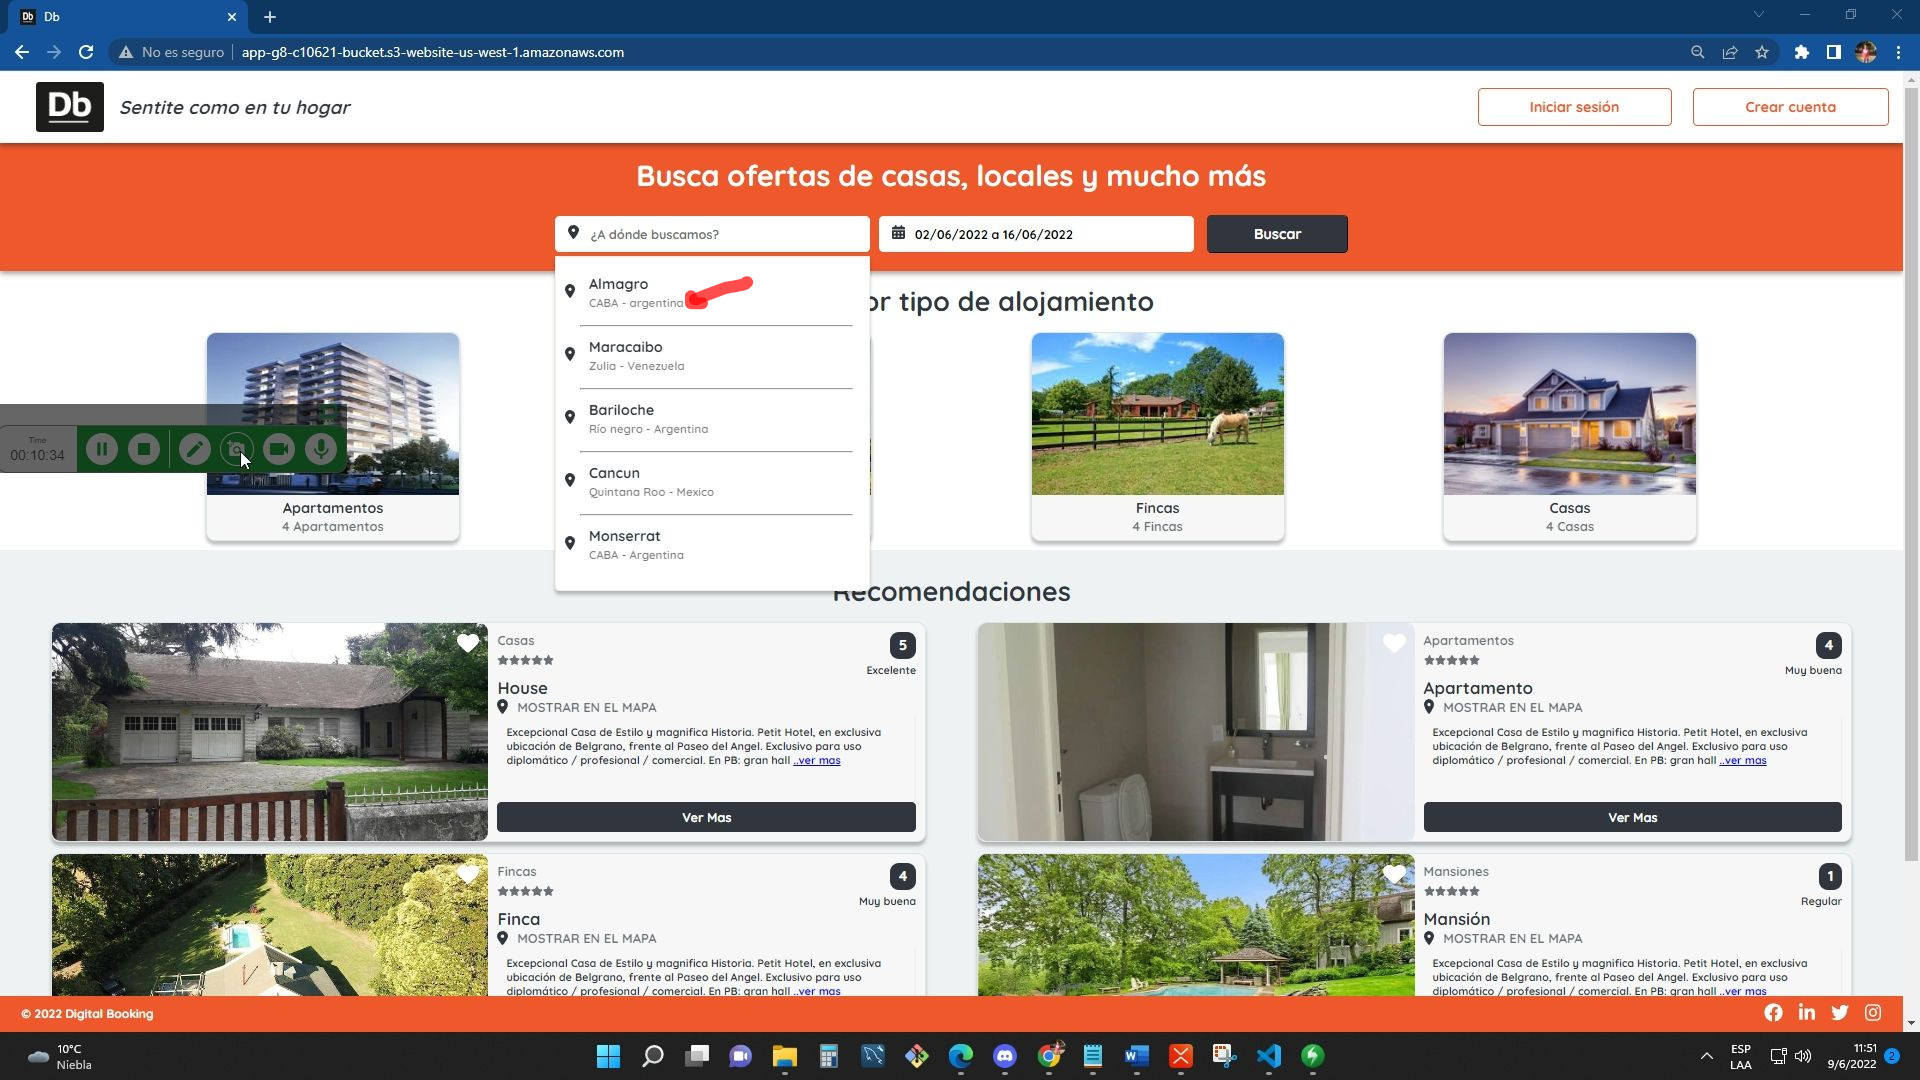 Db
No es seguro
app-g8-c10621-bucket.s3-website-us-west-1.amazonaws.com
Db
Sentite como en tu hogar
Iniciar sesión
Crear cuenta
Busca ofertas de casas, locales y mucho más
¿A dónde buscamos?
02/06/2022 a 16/06/2022
Buscar
Almagro
CABA - argentina
Maracaibo
Zulia - Venezuela
Bariloche
Río negro - Argentina
Cancun
Quintana Roo - Mexico
Monserrat
CABA - Argentina
or tipo de alojamiento
Time
00:10:34
Apartamentos
4 Apartamentos
Fincas
4 Fincas
Casas
4 Casas
Recomendaciones
Casas
5
Excelente
House
MOSTRAR EN EL MAPA
Excepcional Casa de Estilo y magnifica Historia. Petit Hotel, en exclusiva
ubicación de Belgrano, frente al Paseo del Angel. Exclusivo para uso
diplomático / profesional / comercial. En PB: gran hall ..ver mas
Ver Mas
Apartamentos
4
Muy buena
Apartamento
MOSTRAR EN EL MAPA
Excepcional Casa de Estilo y magnifica Historia. Petit Hotel, en exclusiva
ubicación de Belgrano, frente al Paseo del Angel. Exclusivo para uso
diplomático / profesional / comercial. En PB: gran hall ..ver mas
Ver Mas
Fincas
4
Muy buena
Finca
MOSTRAR EN EL MAPA
Excepcional Casa de Estilo y magnifica Historia. Petit Hotel, en exclusiva
ubicación de Belgrano, frente al Paseo del Angel. Exclusivo para uso
diplomático / profesional / comercial. En PB: gran hall ..ver mas
Mansiones
1
Regular
Mansión
MOSTRAR EN EL MAPA
Excepcional Casa de Estilo y magnifica Historia. Petit Hotel, en exclusiva
ubicación de Belgrano, frente al Paseo del Angel. Exclusivo para uso
diplomático / profesional / comercial. En PB: gran hall ..ver mas
© 2022 Digital Booking
10°C
Niebla
ESP
LAA
11:51
9/6/2022
2